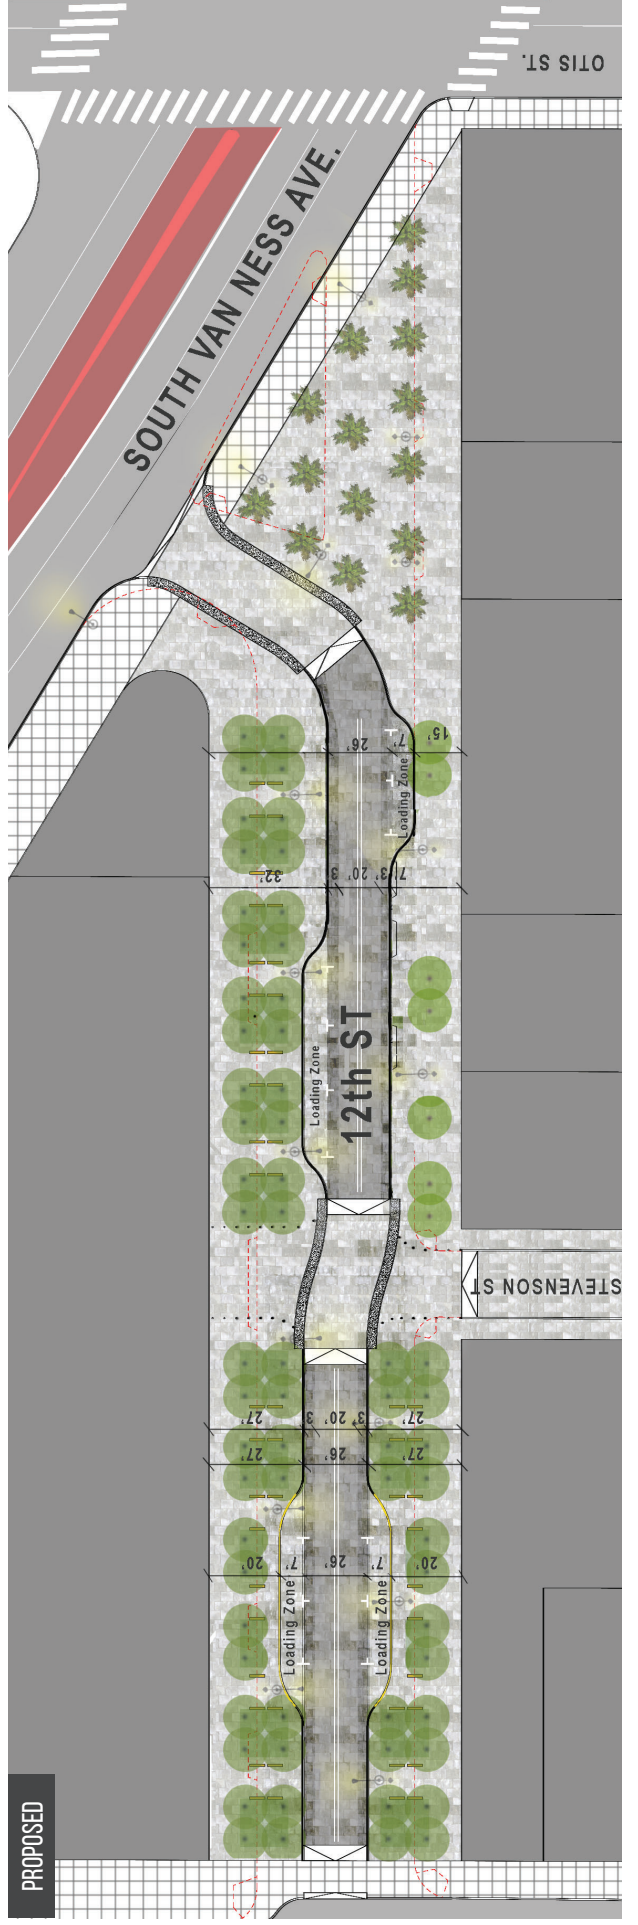 OTIS ST.
SOUTH VAN NESS AVE.
26'
7'
15'
Loading Zone
32'
3'
20'
3'
7'
Loading Zone
12th ST
STEVENSON ST
27'
3'
20'
3'
27'
27'
26'
27'
20'
7'
26'
7'
20'
Loading Zone
Loading Zone
PROPOSED